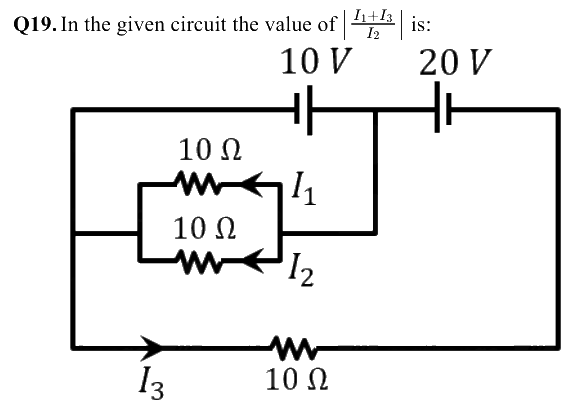 Q19. In the given circuit the value of | \frac{I₁+I₃}{I₂} | is:
10 V 20 V
10 Ω
I₁
10 Ω
I₂
I₃ 10 Ω